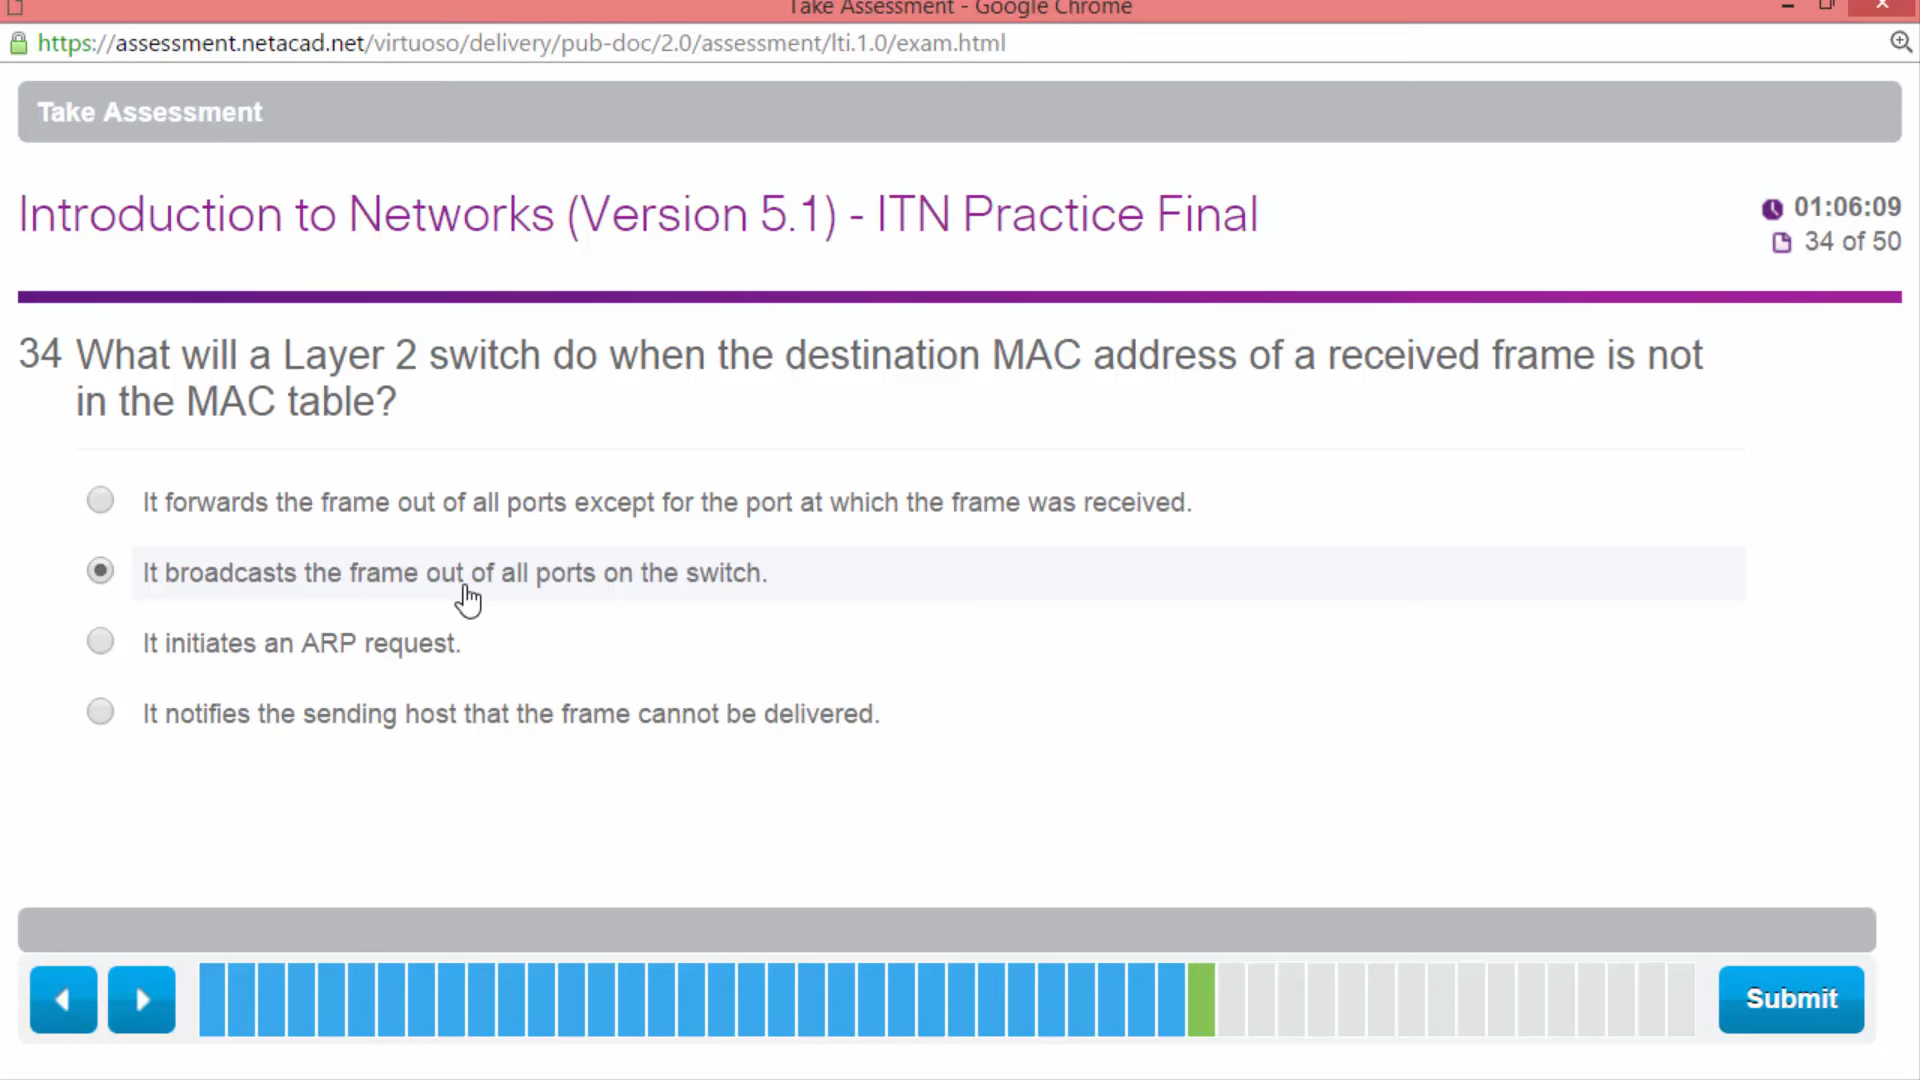 Take Assessment - Google Chrome
https://assessment.netacad.net/virtuoso/delivery/pub-doc/2.0/assessment/lti.1.0/exam.html
Take Assessment
Introduction to Networks (Version 5.1) - ITN Practice Final
01:06:09
34 of 50
34 What will a Layer 2 switch do when the destination MAC address of a received frame is not
in the MAC table?
It forwards the frame out of all ports except for the port at which the frame was received.
It broadcasts the frame out of all ports on the switch.
It initiates an ARP request.
It notifies the sending host that the frame cannot be delivered.
Submit